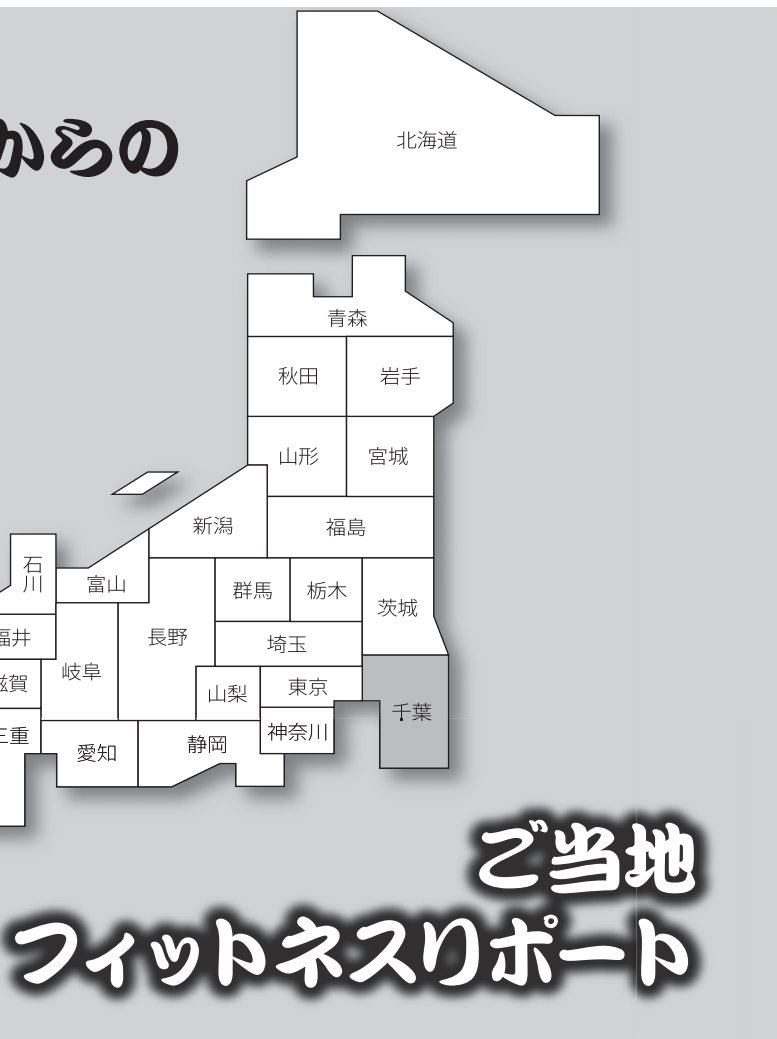 からの
北海道
青森
秋田
岩手
山形
宮城
新潟
福島
石川
富山
群馬
栃木
茨城
福井
長野
埼玉
岐阜
滋賀
山梨
東京
千葉
三重
愛知
静岡
神奈川
ご当地
フィットネスリポート